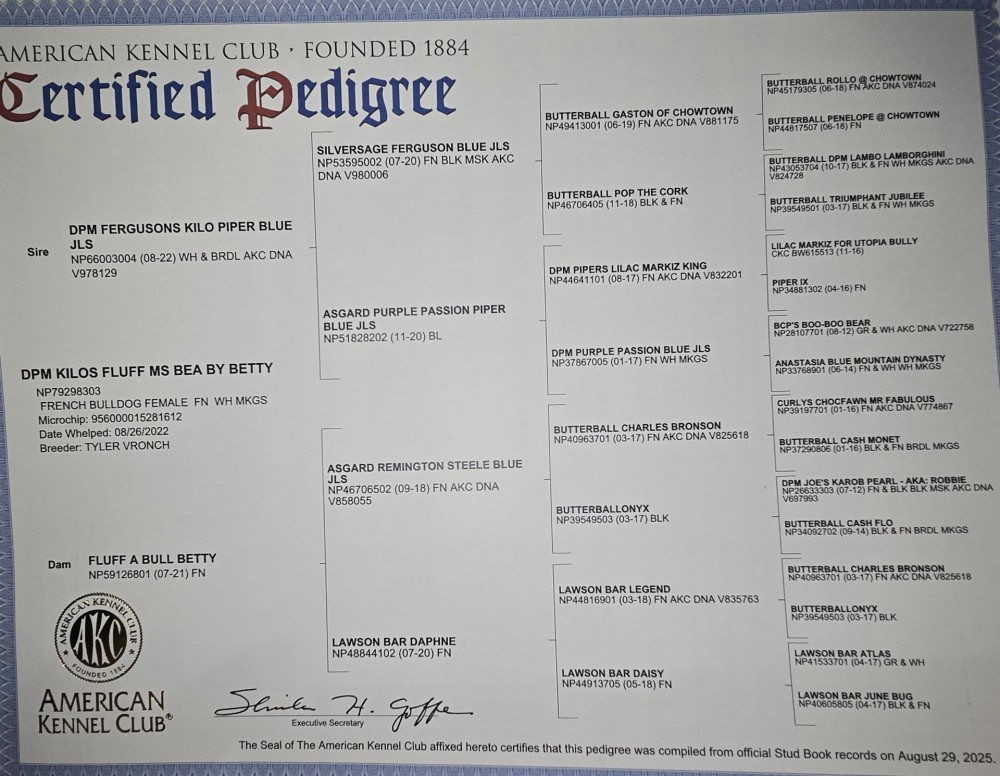 AMERICAN KENNEL CLUB · FOUNDED 1884
Certified Pedigree
Sire
DPM FERGUSONS KILO PIPER BLUE
JLS
NP66003004 (08-22) WH & BRDL AKC DNA
V978129
DPM KILOS FLUFF MS BEA BY BETTY
NP79298303
FRENCH BULLDOG FEMALE FN WH MKGS
Microchip: 956000015281612
Date Whelped: 08/26/2022
Breeder: TYLER VRONCH
Dam
FLUFF A BULL BETTY
NP59126801 (07-21) FN
SILVERSAGE FERGUSON BLUE JLS
NP53595002 (07-20) FN BLK MSK AKC
DNA V980006
ASGARD PURPLE PASSION PIPER
BLUE JLS
NP51828202 (11-20) BL
ASGARD REMINGTON STEELE BLUE
JLS
NP46706502 (09-18) FN AKC DNA
V858055
LAWSON BAR DAPHNE
NP48844102 (07-20) FN
BUTTERBALL GASTON OF CHOWTOWN
NP49413001 (06-19) FN AKC DNA V881175
BUTTERBALL POP THE CORK
NP46706405 (11-18) BLK & FN
DPM PIPERS LILAC MARKIZ KING
NP44641101 (08-17) FN AKC DNA V832201
DPM PURPLE PASSION BLUE JLS
NP37867005 (01-17) FN WH MKGS
BUTTERBALL CHARLES BRONSON
NP40963701 (03-17) FN AKC DNA V825618
BUTTERBALLONYX
NP39549503 (03-17) BLK
LAWSON BAR LEGEND
NP44816901 (03-18) FN AKC DNA V835763
LAWSON BAR DAISY
NP44913705 (05-18) FN
BUTTERBALL ROLLO @ CHOWTOWN
NP45179305 (06-18) FN AKC DNA V874024
BUTTERBALL PENELOPE @ CHOWTOWN
NP44817507 (06-18) FN
BUTTERBALL DPM LAMBO LAMBORGHINI
NP43053704 (10-17) BLK & FN WH MKGS AKC DNA
V824728
BUTTERBALL TRIUMPHANT JUBILEE
NP39549501 (03-17) BLK & FN WH MKGS
LILAC MARKIZ FOR UTOPIA BULLY
CKC BW615513 (11-16)
PIPER IX
NP34881302 (04-16) FN
BCP'S BOO-BOO BEAR
NP28107701 (08-12) GR & WH AKC DNA V722758
ANASTASIA BLUE MOUNTAIN DYNASTY
NP33768901 (06-14) FN & WH WH MKGS
CURLYS CHOCFAWN MR FABULOUS
NP39197701 (01-16) FN AKC DNA V774867
BUTTERBALL CASH MONET
NP37290806 (01-16) BLK & FN BRDL MKGS
DPM JOE'S KAROB PEARL - AKA: ROBBIE
NP26633303 (07-12) FN & BLK BLK MSK AKC DNA
V697993
BUTTERBALL CASH FLO
NP34092702 (09-14) BLK & FN BRDL MKGS
BUTTERBALL CHARLES BRONSON
NP40963701 (03-17) FN AKC DNA V825618
BUTTERBALLONYX
NP39549503 (03-17) BLK
LAWSON BAR ATLAS
NP41533701 (04-17) GR & WH
LAWSON BAR JUNE BUG
NP40605805 (04-17) BLK & FN
AMERICAN KENNEL CLUB
AKC
FOUNDED 1884
AMERICAN
KENNEL CLUB®
Executive Secretary
The Seal of The American Kennel Club affixed hereto certifies that this pedigree was compiled from official Stud Book records on August 29, 2025.